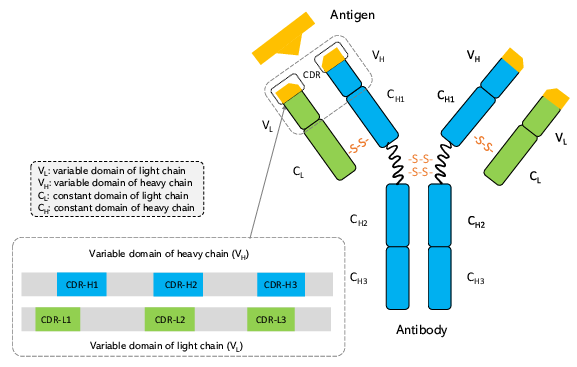 Antigen
CDR
VH
VH
CH1
CH1
VL
VL
-S-S-
-S-S-
-S-S-
-S-S-
CL
CL
VL: variable domain of light chain
VH: variable domain of heavy chain
CL: constant domain of light chain
CH: constant domain of heavy chain
CH2
CH2
CH3
CH3
Variable domain of heavy chain (VH)
CDR-H1 CDR-H2 CDR-H3
CDR-L1 CDR-L2 CDR-L3
Variable domain of light chain (VL)
Antibody